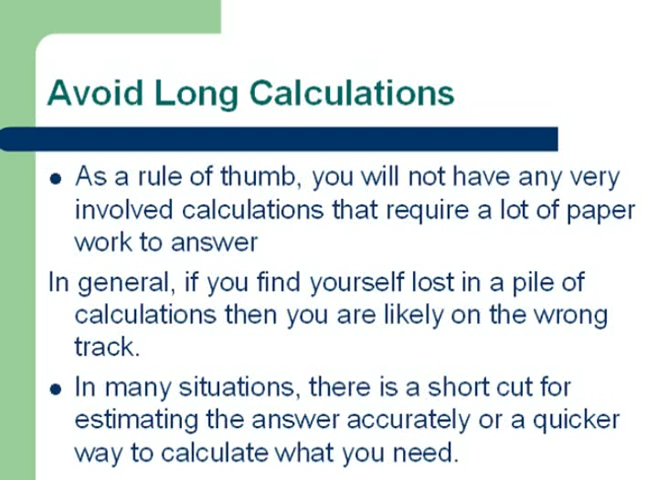 Avoid Long Calculations
● As a rule of thumb, you will not have any very
involved calculations that require a lot of paper
work to answer
In general, if you find yourself lost in a pile of
calculations then you are likely on the wrong
track.
● In many situations, there is a short cut for
estimating the answer accurately or a quicker
way to calculate what you need.